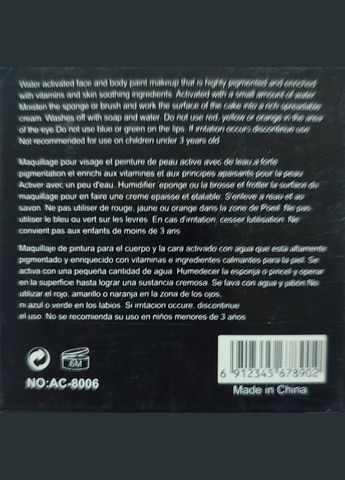 Water activated face and body paint makeup that is highly pigmented and enriched
with vitamins and skin soothing ingredients. Activated with a small amount of water.
Moisten the sponge or brush and work the surface of the cake into a rich spreadable
cream. Washes off with soap and water. Do not use red, yellow or orange in the area
of the eye Do not use blue or green on the lips. If irritation occurs discontinue use.
Not recommended for use on children under 3 years old
Maquillage pour visage et peinture de peau active avec de leau a forte
pigmentation et enrichi aux vitamines et aux principes apaisants pour la peau
Activer avec un peu d'eau. Humidifier eponge ou la brosse et frotter la surface du
maquillage pour en faire une creme epaisse et étalable. S'enleve a l'eau et au
savon. Ne pas utiliser de rouge, jaune ou orange dans la zone de Poeil. Ne pas
utiliser le bleu ou vert sur les levres. En cas d'irritation, cesser lutilisation. Ne
convient pas aux enfants de moins de 3 ans
Maquillaje de pintura para el cuerpo y la cara activado con agua que está altamente
pigmentado y enriquecido con vitaminas e ingredientes calmantes para la piel. Se
activa con una pequeña cantidad de agua. Humedecer la esponja o pincel y operar
en la superficie hasta lograr una sustancia cremosa. Se lava con agua y jabón No
utilizar el rojo, amarillo o naranja en la zona de los ojos,
ni azul o verde en los labios. Si irritacion ocurre, discontinue
el uso. No se recomienda su uso en niños menores de 3 años
6M
NO:AC-8006
6 912345 678902
Made in China